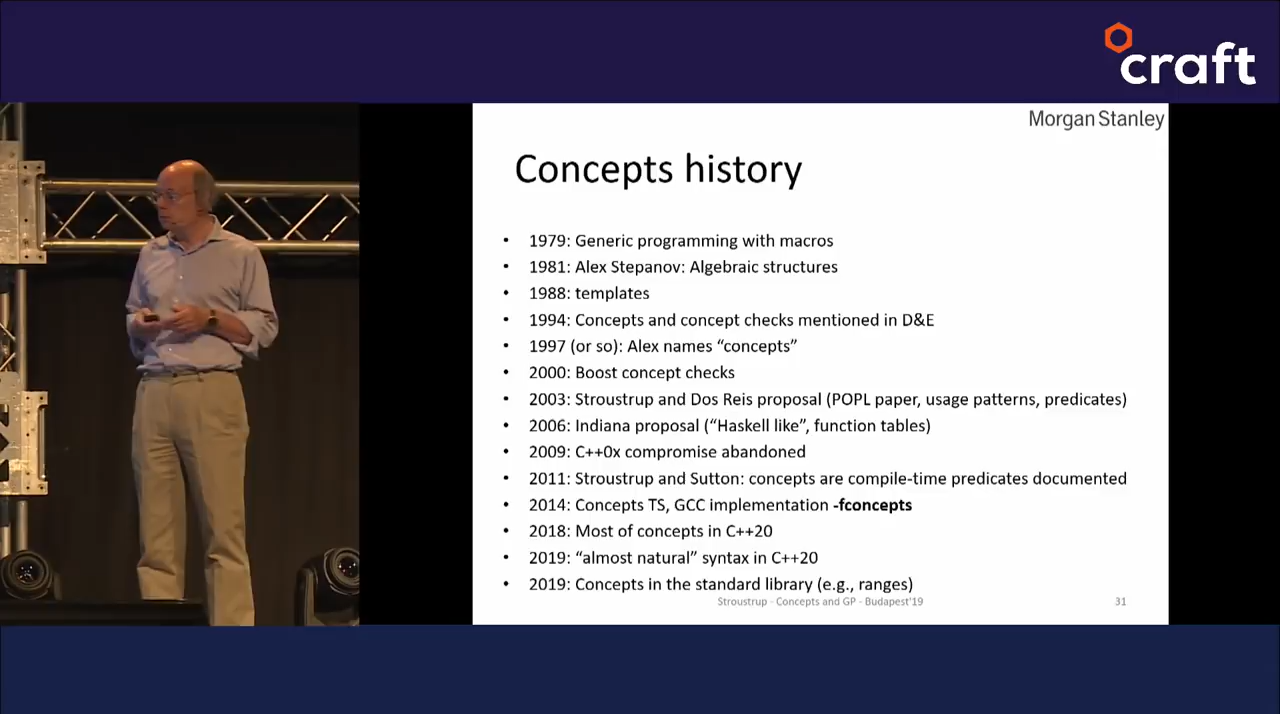 craft
Morgan Stanley
Concepts history
• 1979: Generic programming with macros
• 1981: Alex Stepanov: Algebraic structures
• 1988: templates
• 1994: Concepts and concept checks mentioned in D&E
• 1997 (or so): Alex names “concepts”
• 2000: Boost concept checks
• 2003: Stroustrup and Dos Reis proposal (POPL paper, usage patterns, predicates)
• 2006: Indiana proposal (“Haskell like”, function tables)
• 2009: C++0x compromise abandoned
• 2011: Stroustrup and Sutton: concepts are compile-time predicates documented
• 2014: Concepts TS, GCC implementation -fconcepts
• 2018: Most of concepts in C++20
• 2019: “almost natural” syntax in C++20
• 2019: Concepts in the standard library (e.g., ranges)
Stroustrup - Concepts and GP - Budapest'19
31